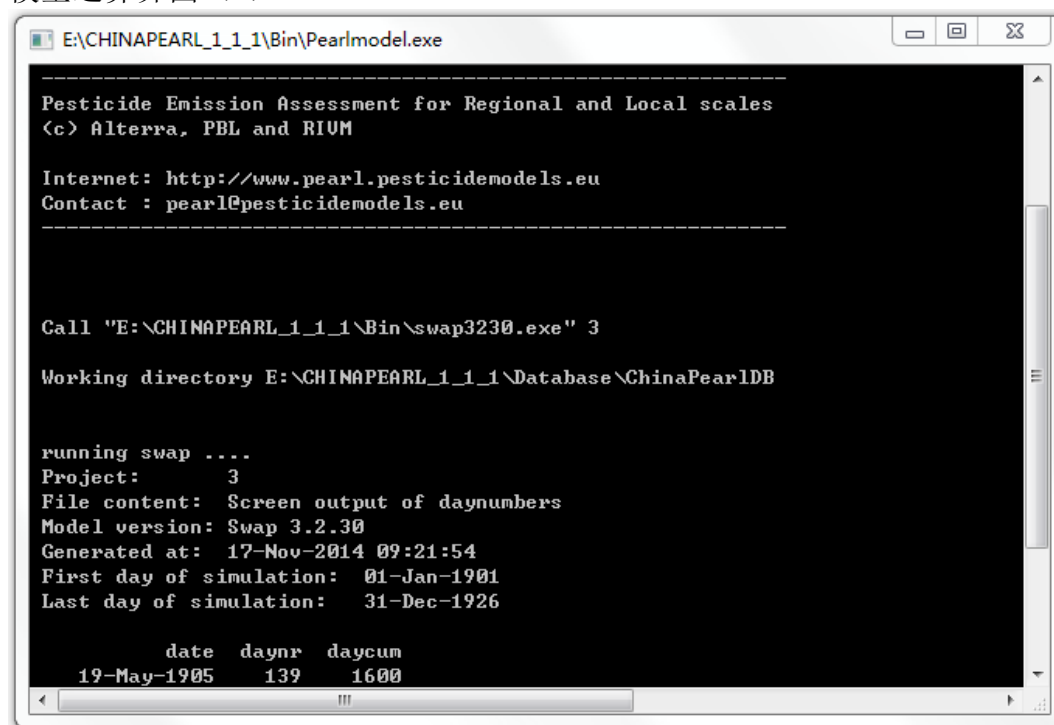 E:\CHINAPEARL_1_1_1\Bin\Pearlmodel.exe
Pesticide Emission Assessment for Regional and Local scales
(c) Alterra, PBL and RIVM
Internet: http://www.pearl.pesticidemodels.eu
Contact : pearl@pesticidemodels.eu
Call "E:\CHINAPEARL_1_1_1\Bin\swap3230.exe" 3
Working directory E:\CHINAPEARL_1_1_1\Database\ChinaPearlDB
running swap ....
Project: 3
File content: Screen output of daynumbers
Model version: Swap 3.2.30
Generated at: 17-Nov-2014 09:21:54
First day of simulation: 01-Jan-1901
Last day of simulation: 31-Dec-1926
date daynr daycum
19-May-1905 139 1600